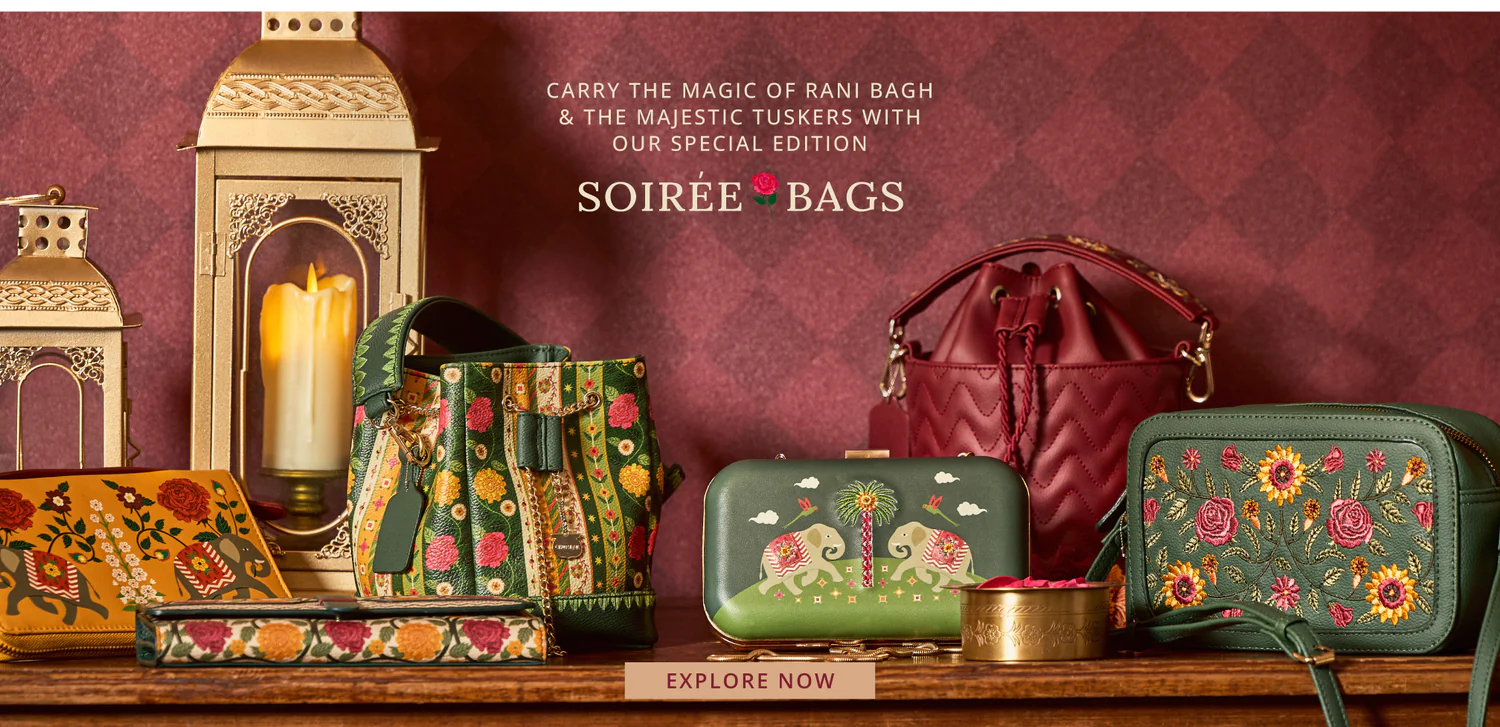 CARRY THE MAGIC OF RANI BAGH
& THE MAJESTIC TUSKERS WITH
OUR SPECIAL EDITION
SOIRÉE BAGS
EXPLORE NOW